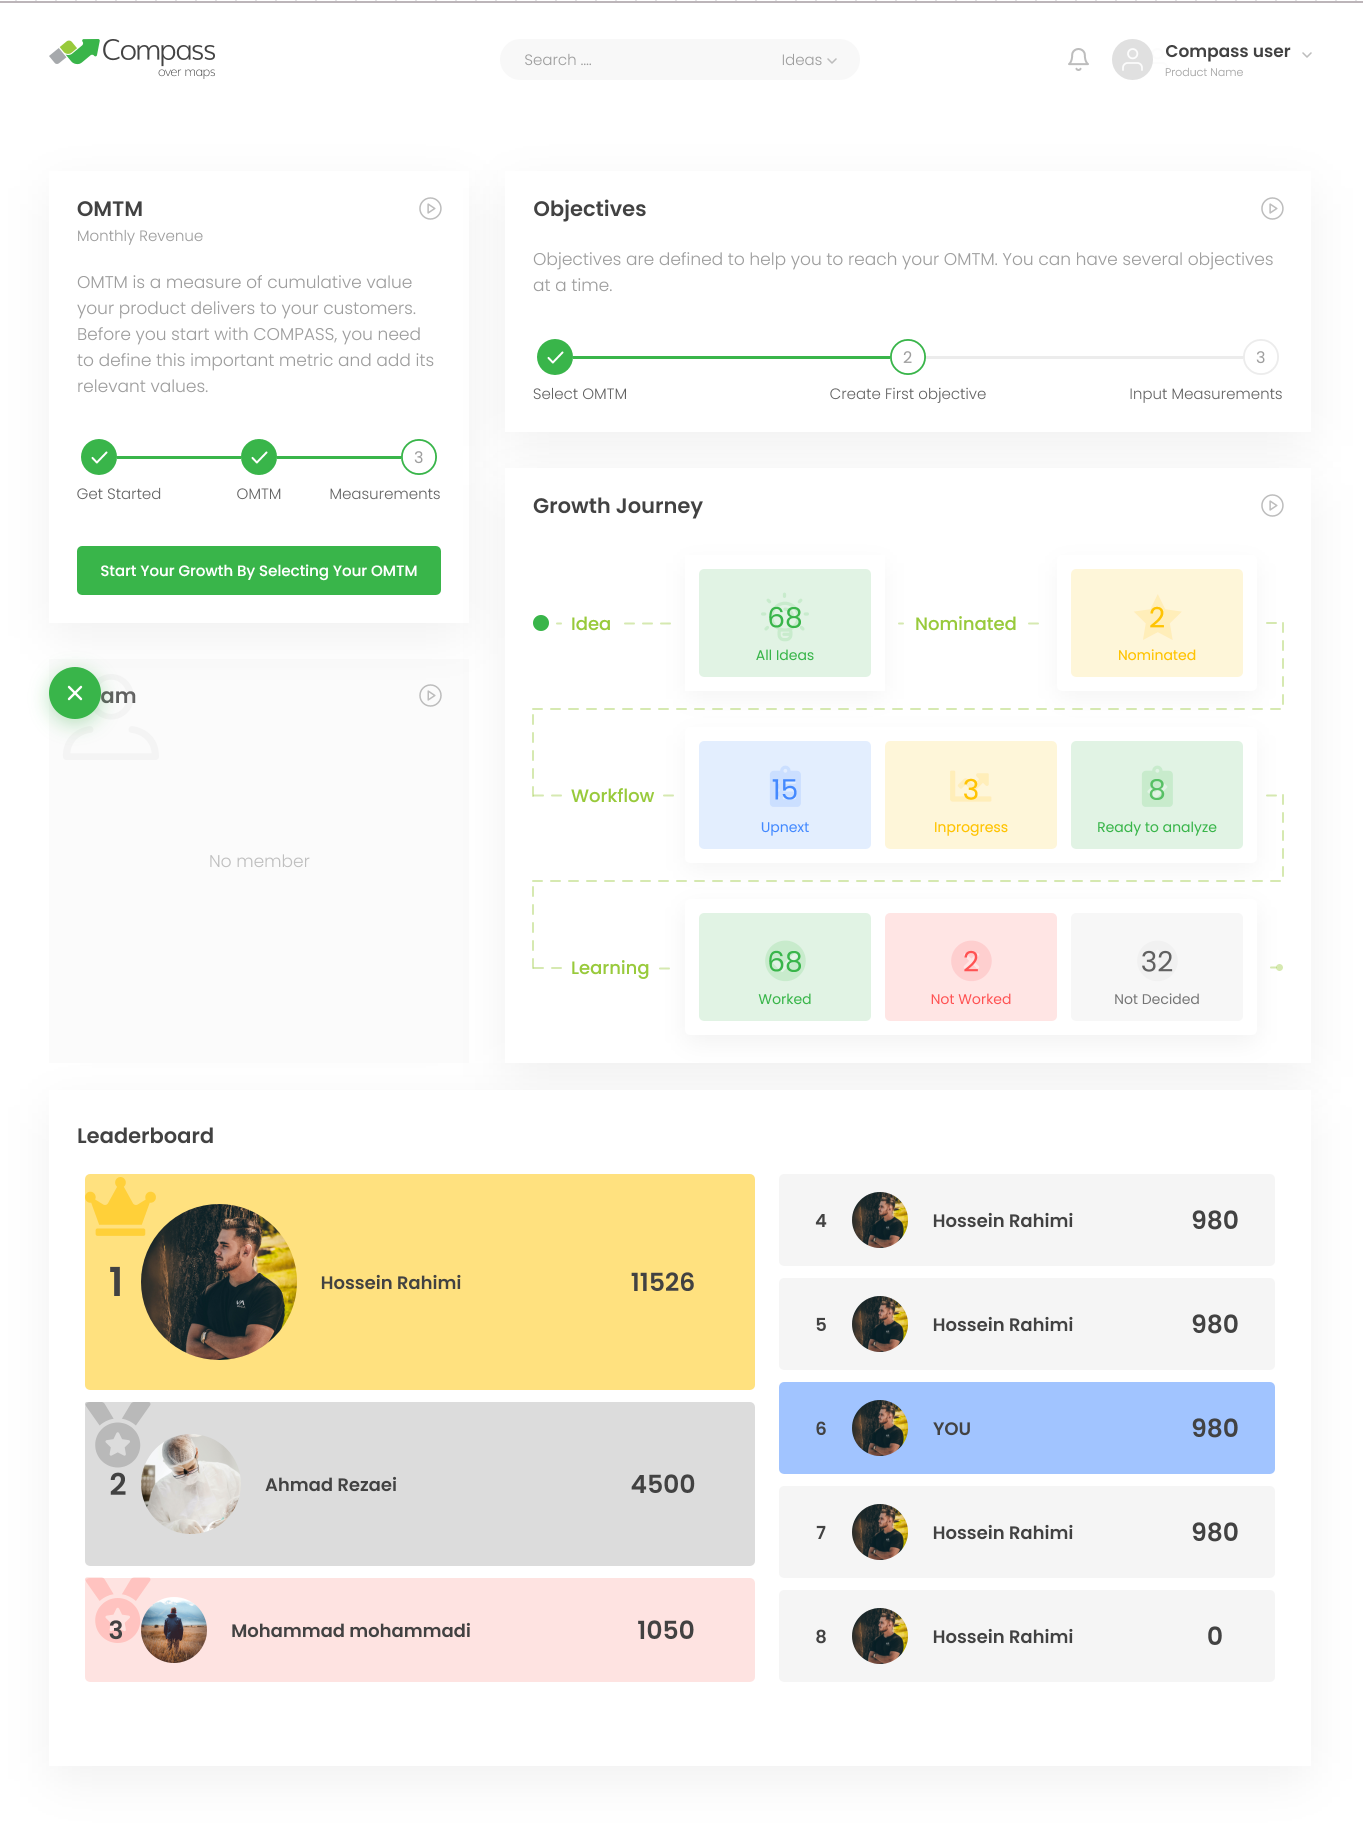 Compass
over maps
Search ....
Ideas
Compass user
Product Name
OMTM
Monthly Revenue
OMTM is a measure of cumulative value
your product delivers to your customers.
Before you start with COMPASS, you need
to define this important metric and add its
relevant values.
3
Get Started
OMTM
Measurements
Start Your Growth By Selecting Your OMTM
Objectives
Objectives are defined to help you to reach your OMTM. You can have several objectives
at a time.
2
3
Select OMTM
Create First objective
Input Measurements
am
No member
Growth Journey
Idea
68
All Ideas
Nominated
2
Nominated
Workflow
15
Upnext
3
Inprogress
8
Ready to analyze
Learning
68
Worked
2
Not Worked
32
Not Decided
Leaderboard
1
Hossein Rahimi
11526
2
Ahmad Rezaei
4500
3
Mohammad mohammadi
1050
4
Hossein Rahimi
980
5
Hossein Rahimi
980
6
YOU
980
7
Hossein Rahimi
980
8
Hossein Rahimi
0